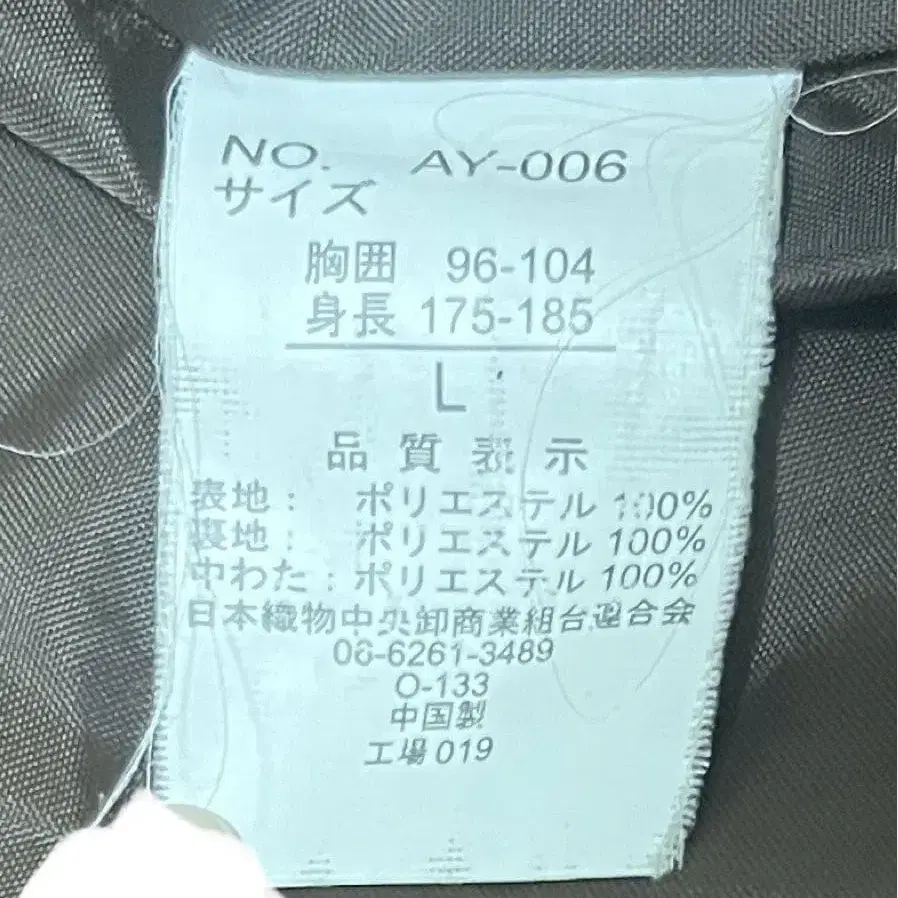 NO. AY-006
サイズ
胸囲 96-104
身長 175-185
L
品質表示
表地: ポリエステル 100%
裏地: ポリエステル 100%
中わた:ポリエステル 100%
日本織物中央卸商業組台連合会
06-6261-3489
O-133
中国製
工場 019